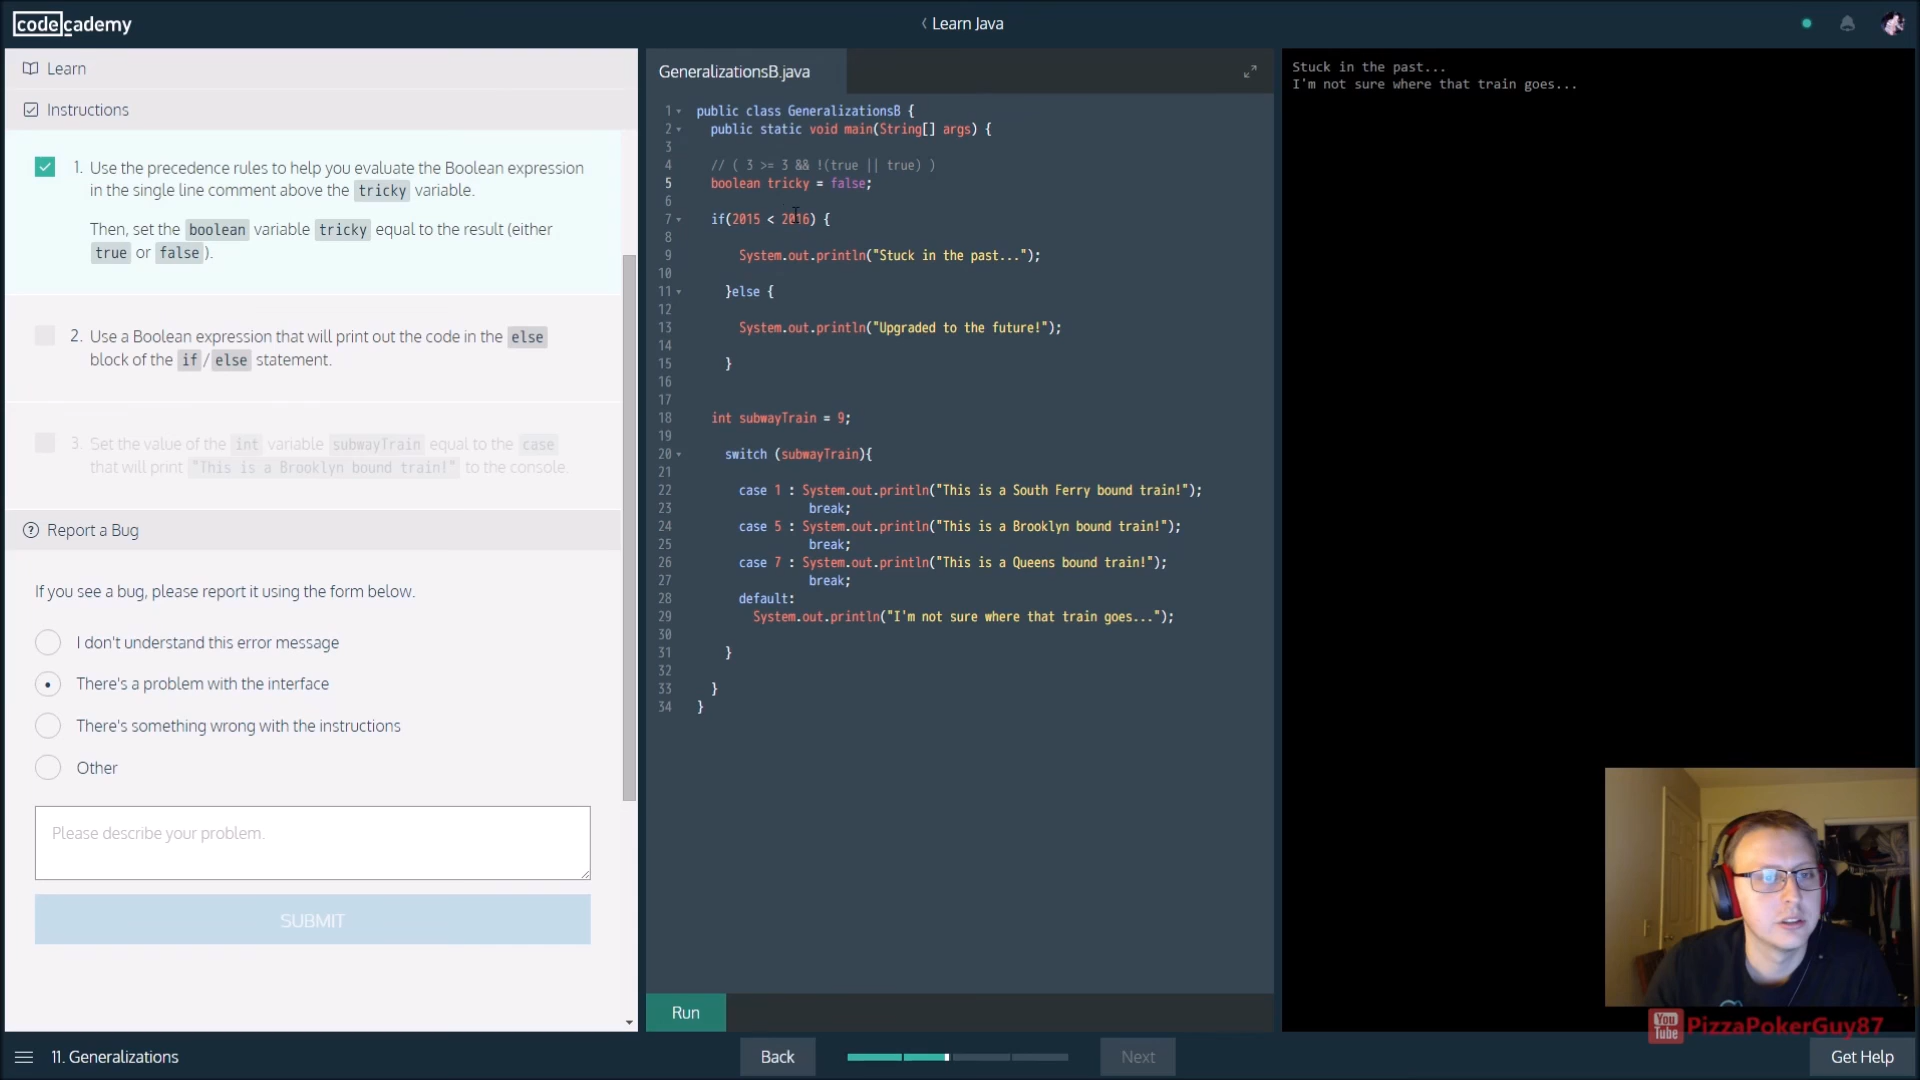 codecademy
Learn Java
Learn
Instructions
1. Use the precedence rules to help you evaluate the Boolean expression
in the single line comment above the tricky variable.
Then, set the boolean variable tricky equal to the result (either
true or false ).
2. Use a Boolean expression that will print out the code in the else
block of the if / else statement.
3. Set the value of the int variable subwayTrain equal to the case
that will print "This is a Brooklyn bound train!" to the console.
Report a Bug
If you see a bug, please report it using the form below.
I don't understand this error message
There's a problem with the interface
There's something wrong with the instructions
Other
Please describe your problem.
SUBMIT
GeneralizationsB.java
1 public class GeneralizationsB {
2 public static void main(String[] args) {
3
4 // ( 3 >= 3 && !(true || true) )
5 boolean tricky = false;
6
7 if(2015 < 2016) {
8
9 System.out.println("Stuck in the past...");
10
11 }else {
12
13 System.out.println("Upgraded to the future!");
14
15 }
16
17
18 int subwayTrain = 9;
19
20 switch (subwayTrain){
21
22 case 1 : System.out.println("This is a South Ferry bound train!");
23 break;
24 case 5 : System.out.println("This is a Brooklyn bound train!");
25 break;
26 case 7 : System.out.println("This is a Queens bound train!");
27 break;
28 default:
29 System.out.println("I'm not sure where that train goes...");
30
31 }
32
33 }
34 }
Run
Stuck in the past...
I'm not sure where that train goes...
You Tube PizzaPokerGuy87
11. Generalizations
Back
Next
Get Help